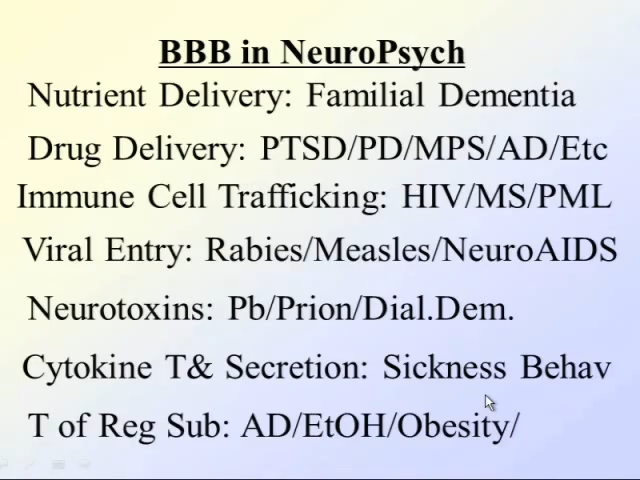 BBB in NeuroPsych
Nutrient Delivery: Familial Dementia
Drug Delivery: PTSD/PD/MPS/AD/Etc
Immune Cell Trafficking: HIV/MS/PML
Viral Entry: Rabies/Measles/NeuroAIDS
Neurotoxins: Pb/Prion/Dial.Dem.
Cytokine T& Secretion: Sickness Behav
T of Reg Sub: AD/EtOH/Obesity/